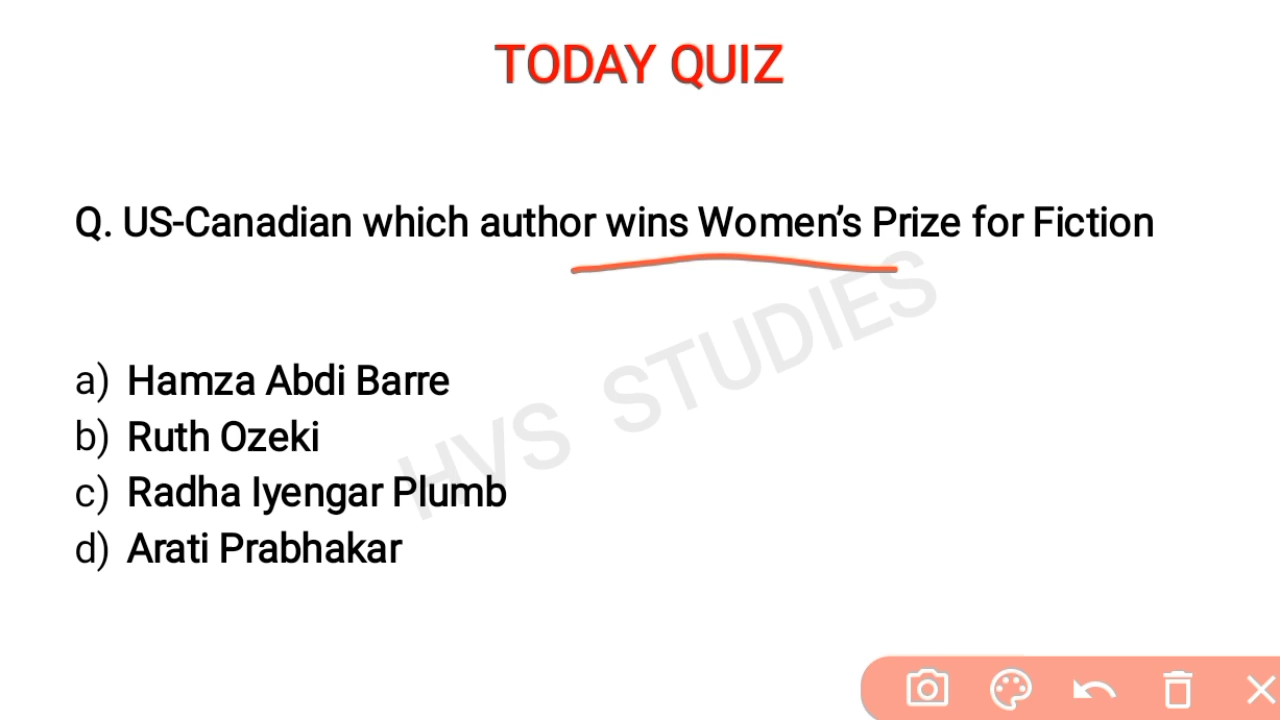 TODAY QUIZ
Q. US-Canadian which author wins Women’s Prize for Fiction
HVS STUDIES
a) Hamza Abdi Barre
b) Ruth Ozeki
c) Radha Iyengar Plumb
d) Arati Prabhakar